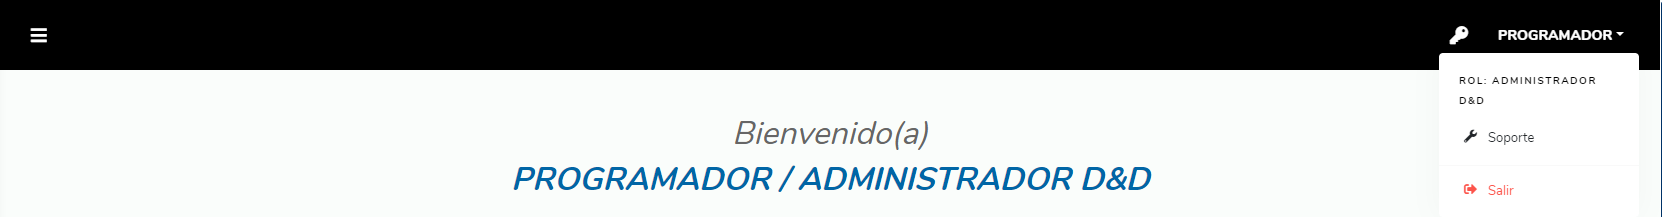 PROGRAMADOR
ROL: ADMINISTRADOR
D&D
Soporte
Salir
Bienvenido(a)
PROGRAMADOR / ADMINISTRADOR D&D